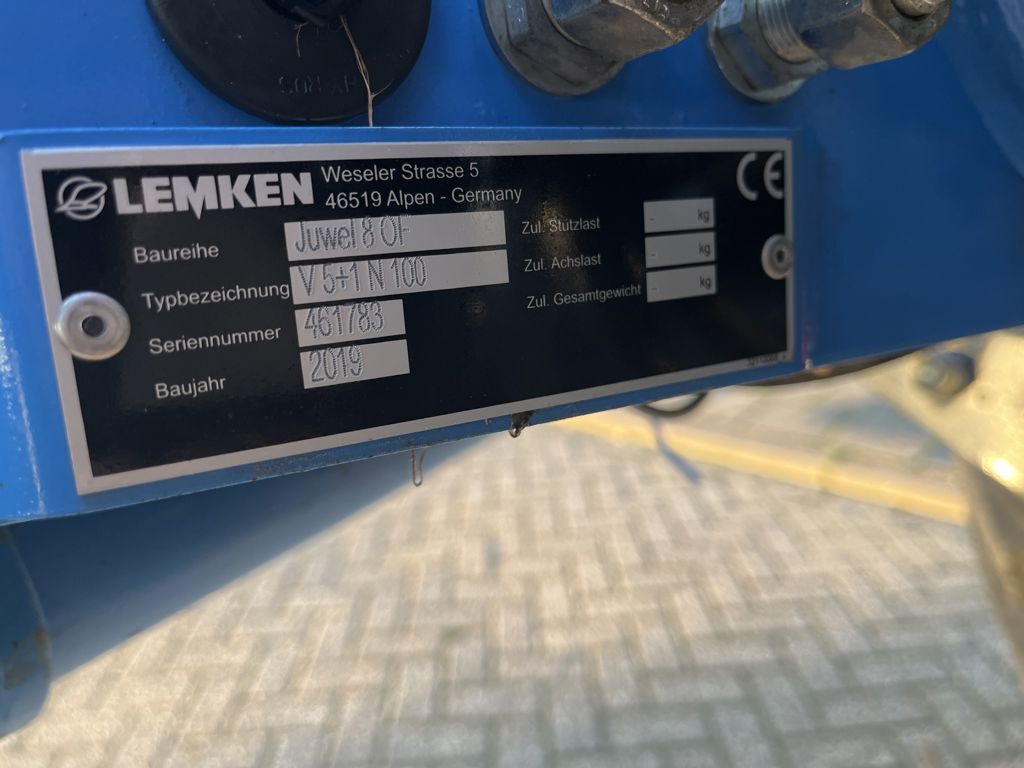 LEMKEN
Weseler Strasse 5
46519 Alpen - Germany
CE
Baureihe Juwel 8 OF
Typbezeichnung V 5+1 N 100
Seriennummer 461783
Baujahr 2019
Zul. Stützlast - kg
Zul. Achslast - kg
Zul. Gesamtgewicht - kg